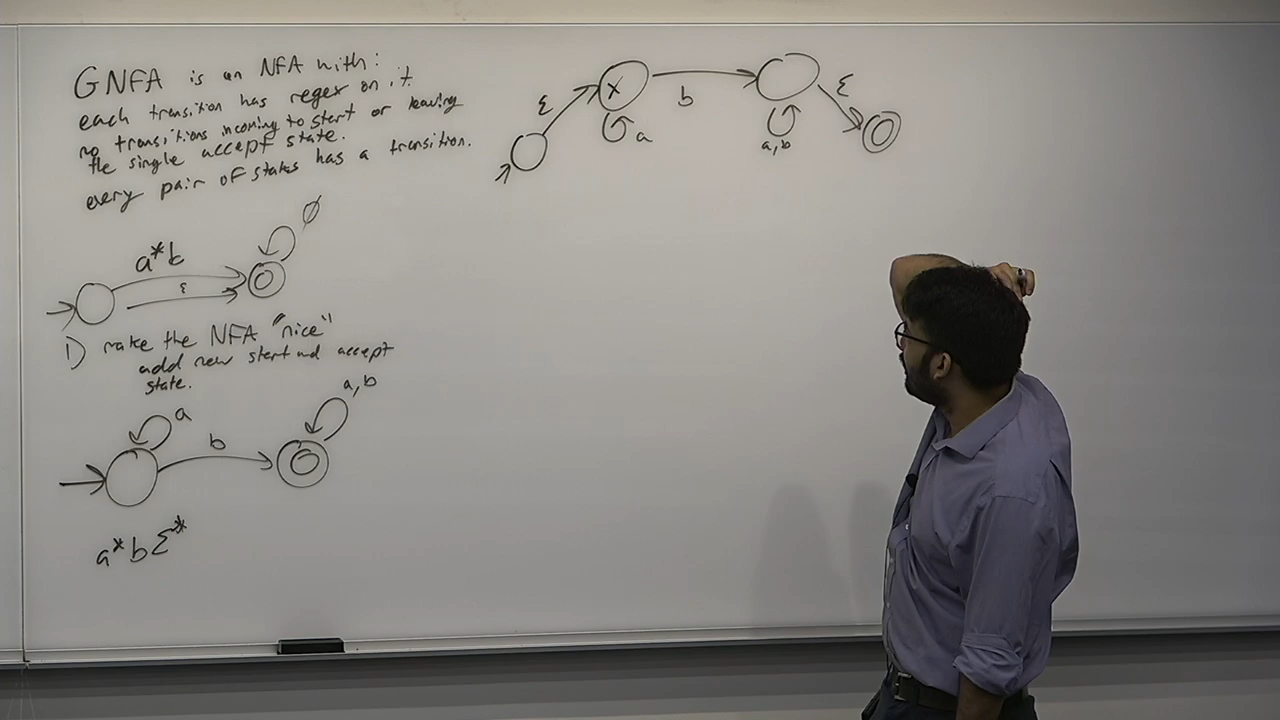 GNFA is an NFA with:
each transition has regex on it
no transitions incoming to start or leaving
the single accept state.
every pair of states has a transition.
∅
a*b
ε
1) make the NFA "nice"
add new start and accept
state.
a
b
a,b
a*bΣ*
ε
x
a
b
a,b
ε